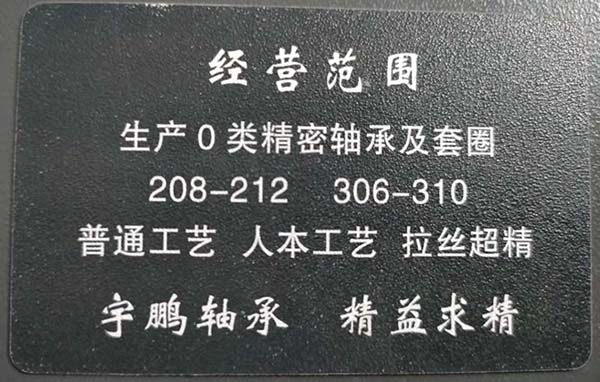 经营范围
生产0类精密轴承及套圈
208-212 306-310
普通工艺 人本工艺 拉丝超精
宇鹏轴承 精益求精